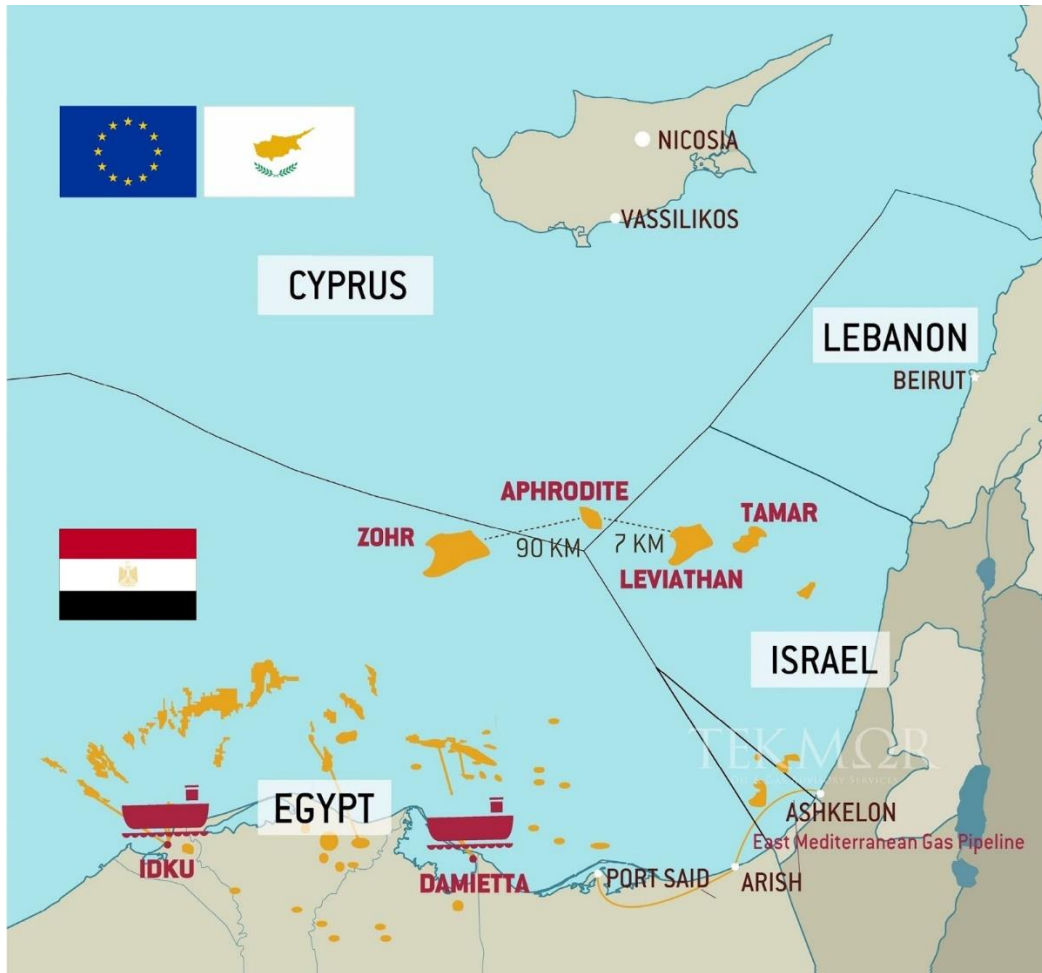 NICOSIA
VASSILIKOS
CYPRUS
LEBANON
BEIRUT
APHRODITE
ZOHR
TAMAR
90 KM
7 KM
LEVIATHAN
ISRAEL
TEKMΩR
EGYPT
ASHKELON
East Mediterranean Gas Pipeline
IDKU
DAMIETTA
PORT SAID
ARISH